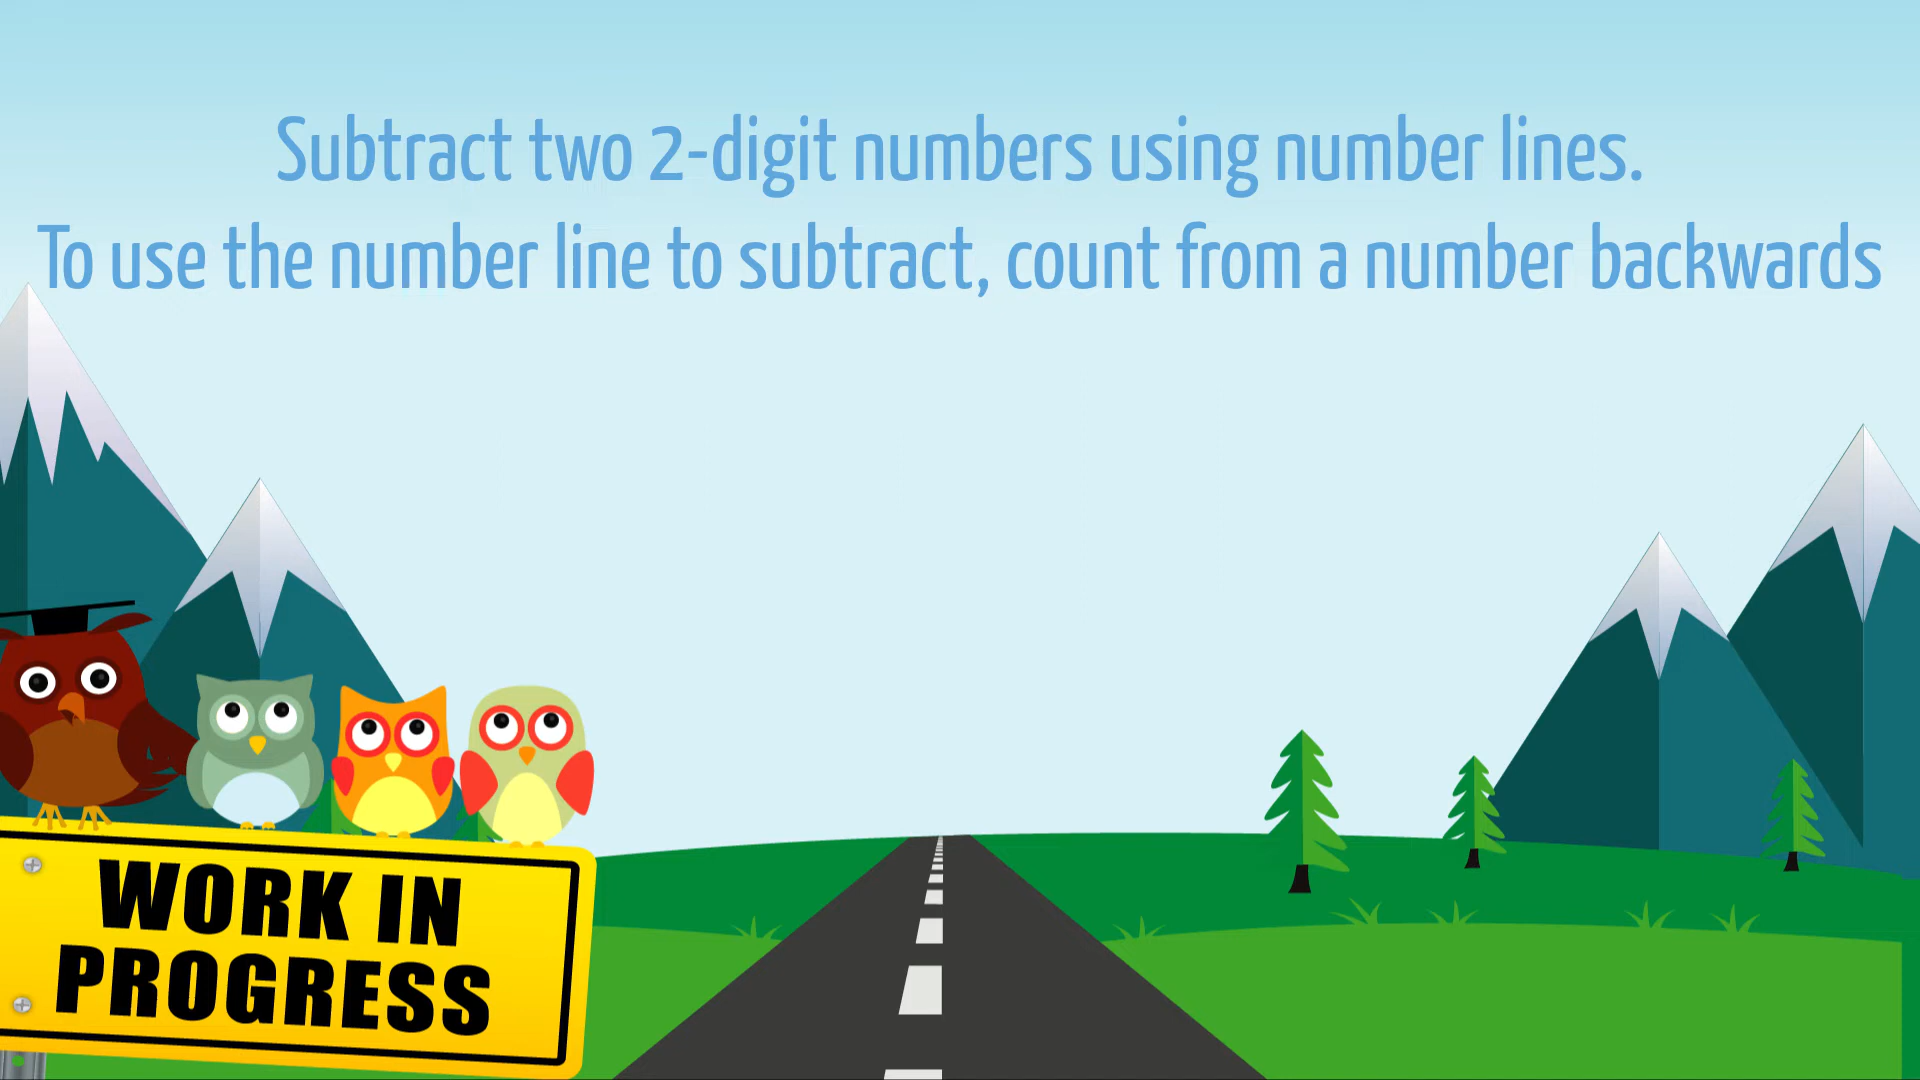 Subtract two 2-digit numbers using number lines.
To use the number line to subtract, count from a number backwards
WORK IN
PROGRESS